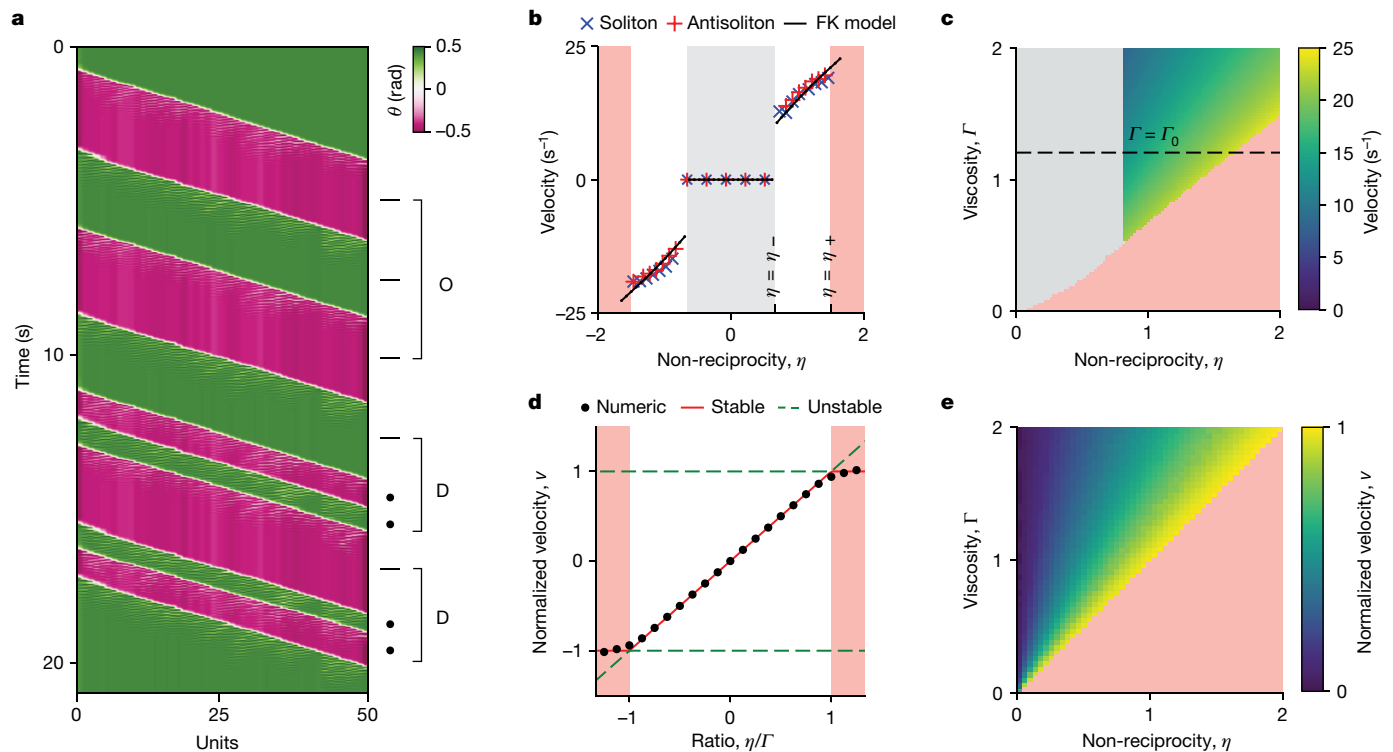 a
0
10
20
Time (s)
0
25
50
Units
0.5
0
−0.5
θ (rad)
O
D
D
b
Soliton
Antisoliton
FK model
25
0
−25
Velocity (s⁻¹)
η = η −
η = η +
−2
0
2
Non-reciprocity, η
c
2
1
0
Viscosity, Γ
Γ = Γ₀
0
1
2
Non-reciprocity, η
25
20
15
10
5
0
Velocity (s⁻¹)
d
Numeric
Stable
Unstable
1
0
−1
Normalized velocity, v
−1
0
1
Ratio, η/Γ
e
2
1
0
Viscosity, Γ
0
1
2
Non-reciprocity, η
1
0
Normalized velocity, v